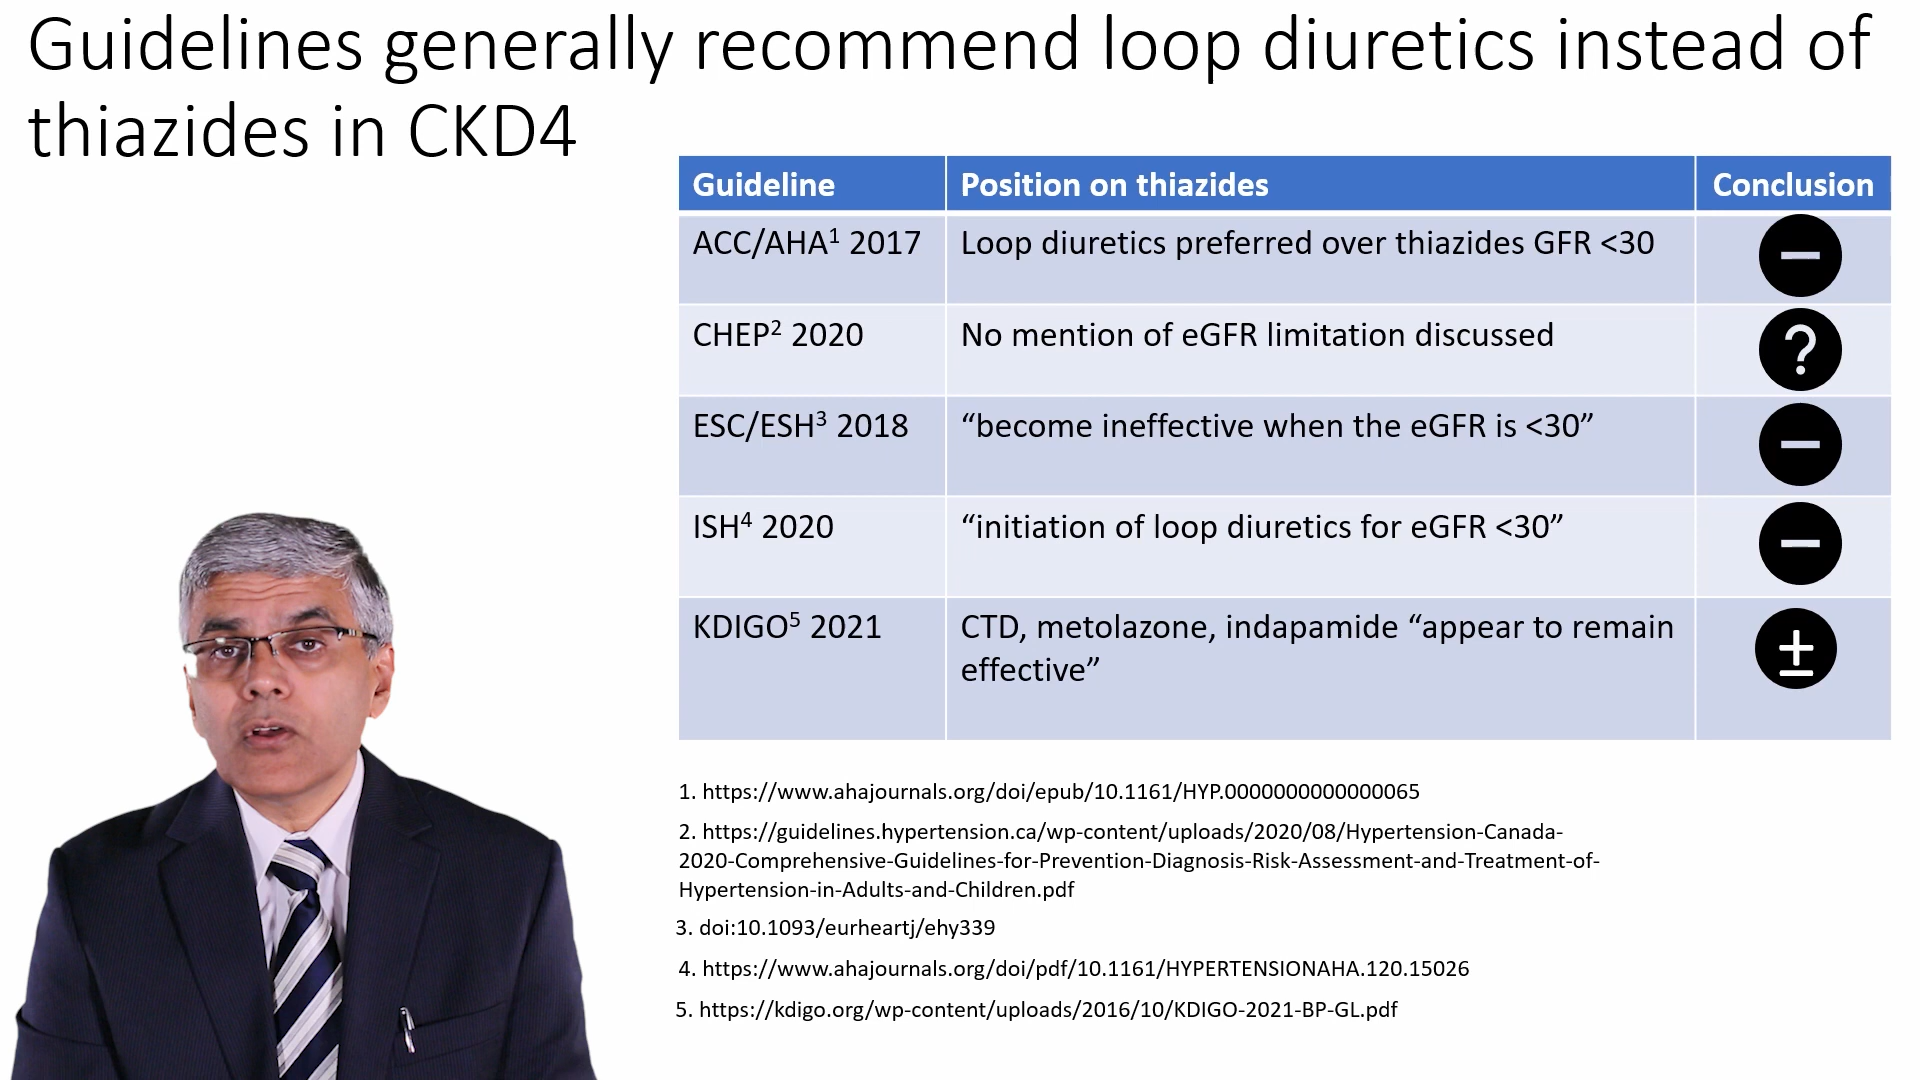 Guidelines generally recommend loop diuretics instead of
thiazides in CKD4
Guideline Position on thiazides Conclusion
ACC/AHA¹ 2017 Loop diuretics preferred over thiazides GFR <30 −
CHEP² 2020 No mention of eGFR limitation discussed ?
ESC/ESH³ 2018 “become ineffective when the eGFR is <30” −
ISH⁴ 2020 “initiation of loop diuretics for eGFR <30” −
KDIGO⁵ 2021 CTD, metolazone, indapamide “appear to remain ±
effective”
1. https://www.ahajournals.org/doi/epub/10.1161/HYP.0000000000000065
2. https://guidelines.hypertension.ca/wp-content/uploads/2020/08/Hypertension-Canada-
2020-Comprehensive-Guidelines-for-Prevention-Diagnosis-Risk-Assessment-and-Treatment-of-
Hypertension-in-Adults-and-Children.pdf
3. doi:10.1093/eurheartj/ehy339
4. https://www.ahajournals.org/doi/pdf/10.1161/HYPERTENSIONAHA.120.15026
5. https://kdigo.org/wp-content/uploads/2016/10/KDIGO-2021-BP-GL.pdf